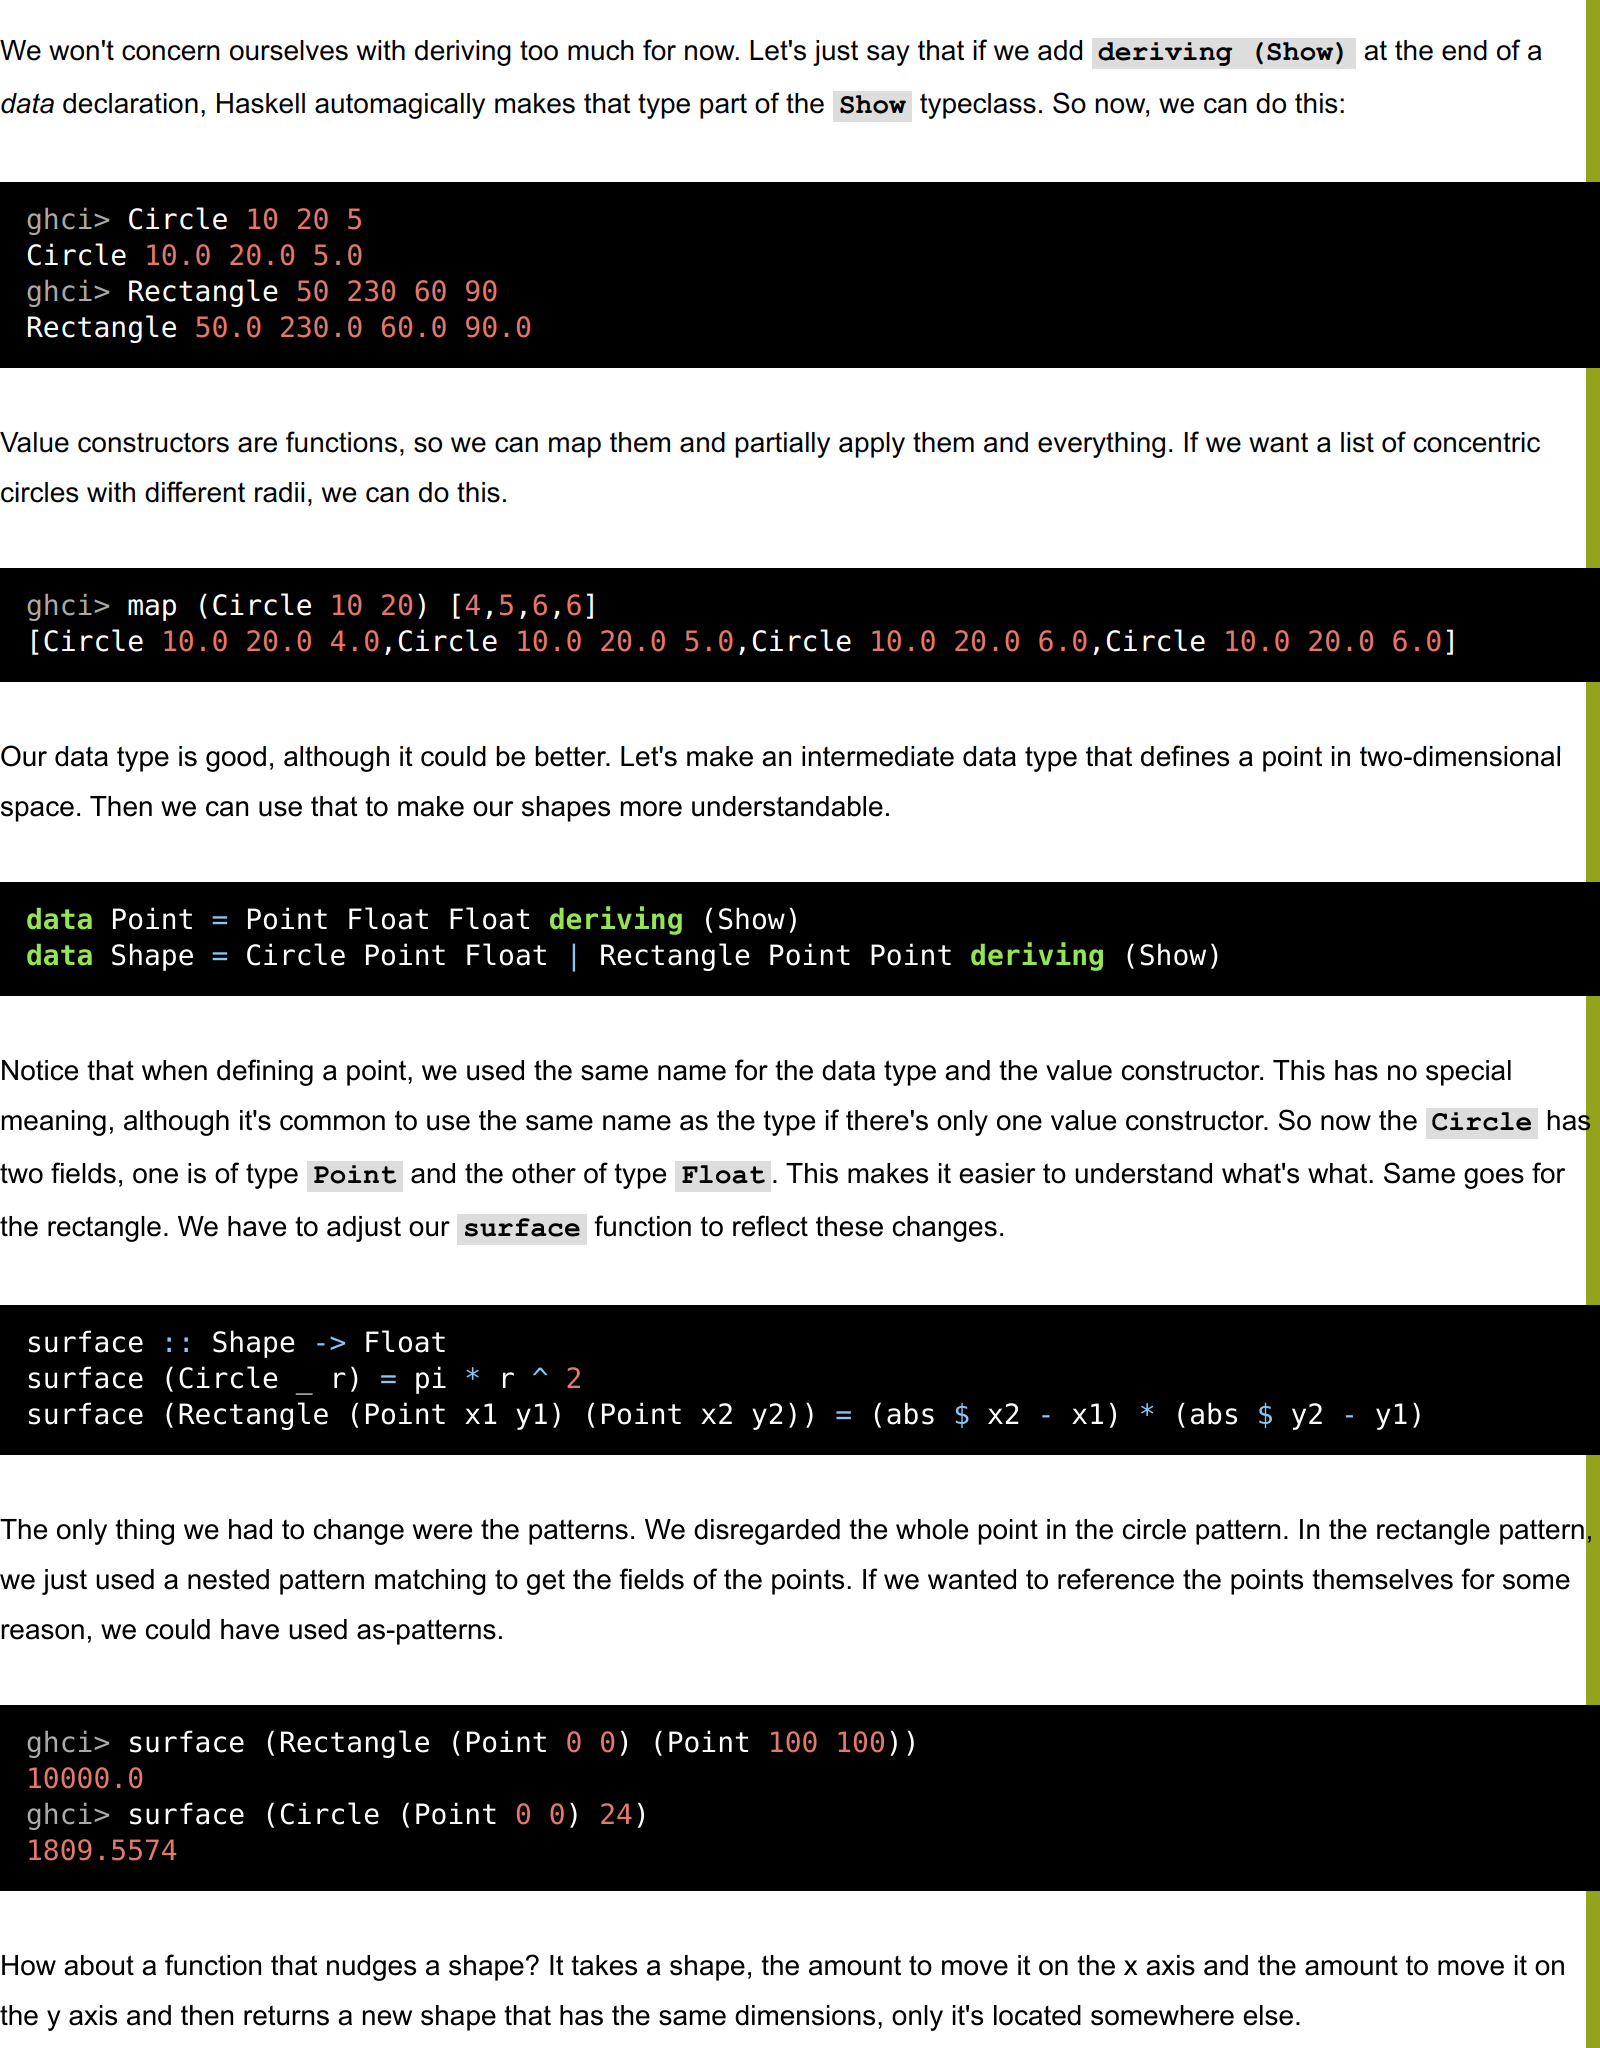 We won't concern ourselves with deriving too much for now. Let's just say that if we add deriving (Show) at the end of a
data declaration, Haskell automagically makes that type part of the Show typeclass. So now, we can do this:
ghci> Circle 10 20 5
Circle 10.0 20.0 5.0
ghci> Rectangle 50 230 60 90
Rectangle 50.0 230.0 60.0 90.0
Value constructors are functions, so we can map them and partially apply them and everything. If we want a list of concentric
circles with different radii, we can do this.
ghci> map (Circle 10 20) [4,5,6,6]
[Circle 10.0 20.0 4.0,Circle 10.0 20.0 5.0,Circle 10.0 20.0 6.0,Circle 10.0 20.0 6.0]
Our data type is good, although it could be better. Let's make an intermediate data type that defines a point in two-dimensional
space. Then we can use that to make our shapes more understandable.
data Point = Point Float Float deriving (Show)
data Shape = Circle Point Float | Rectangle Point Point deriving (Show)
Notice that when defining a point, we used the same name for the data type and the value constructor. This has no special
meaning, although it's common to use the same name as the type if there's only one value constructor. So now the Circle has
two fields, one is of type Point and the other of type Float. This makes it easier to understand what's what. Same goes for
the rectangle. We have to adjust our surface function to reflect these changes.
surface :: Shape -> Float
surface (Circle _ r) = pi * r ^ 2
surface (Rectangle (Point x1 y1) (Point x2 y2)) = (abs $ x2 - x1) * (abs $ y2 - y1)
The only thing we had to change were the patterns. We disregarded the whole point in the circle pattern. In the rectangle pattern,
we just used a nested pattern matching to get the fields of the points. If we wanted to reference the points themselves for some
reason, we could have used as-patterns.
ghci> surface (Rectangle (Point 0 0) (Point 100 100))
10000.0
ghci> surface (Circle (Point 0 0) 24)
1809.5574
How about a function that nudges a shape? It takes a shape, the amount to move it on the x axis and the amount to move it on
the y axis and then returns a new shape that has the same dimensions, only it's located somewhere else.